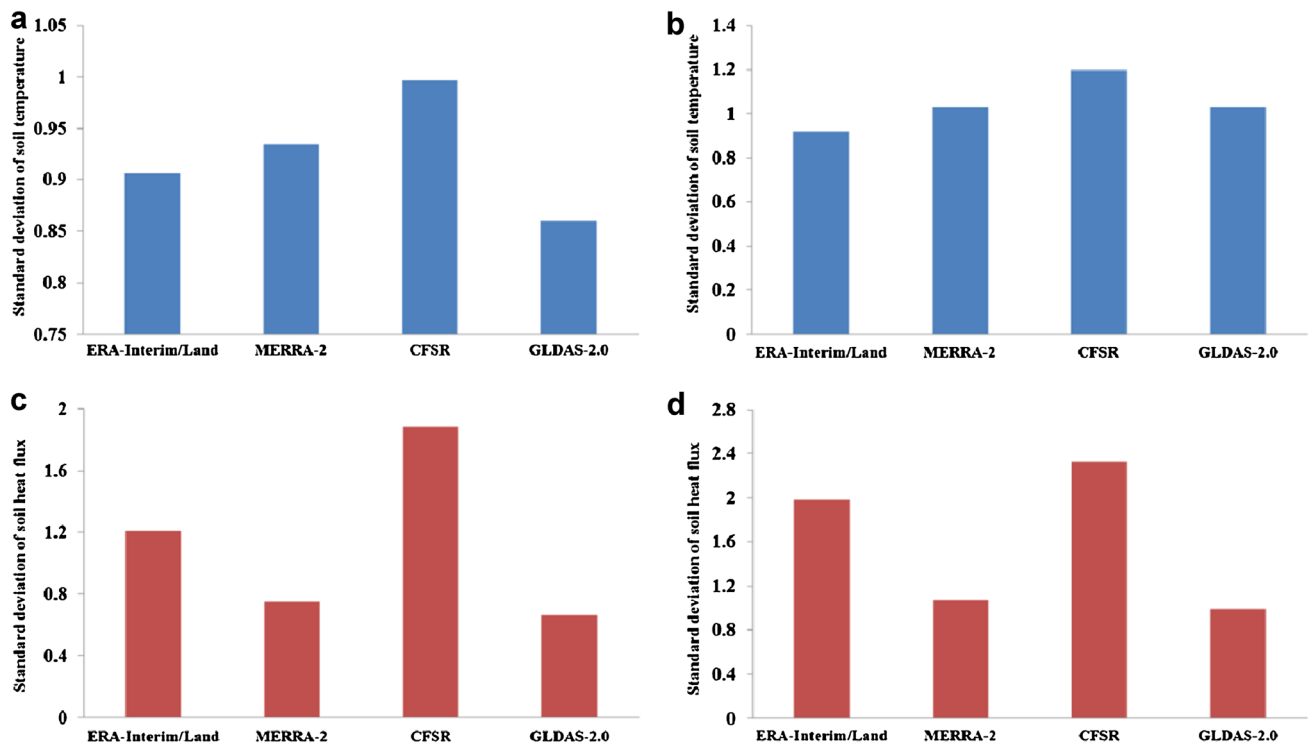 a
Standard deviation of soil temperature
1.05
1
0.95
0.9
0.85
0.8
0.75
ERA-Interim/Land MERRA-2 CFSR GLDAS-2.0
b
Standard deviation of soil temperature
1.4
1.2
1
0.8
0.6
0.4
0.2
0
ERA-Interim/Land MERRA-2 CFSR GLDAS-2.0
c
Standard deviation of soil heat flux
2
1.6
1.2
0.8
0.4
0
ERA-Interim/Land MERRA-2 CFSR GLDAS-2.0
d
Standard deviation of soil heat flux
2.8
2.4
2
1.6
1.2
0.8
0.4
0
ERA-Interim/Land MERRA-2 CFSR GLDAS-2.0